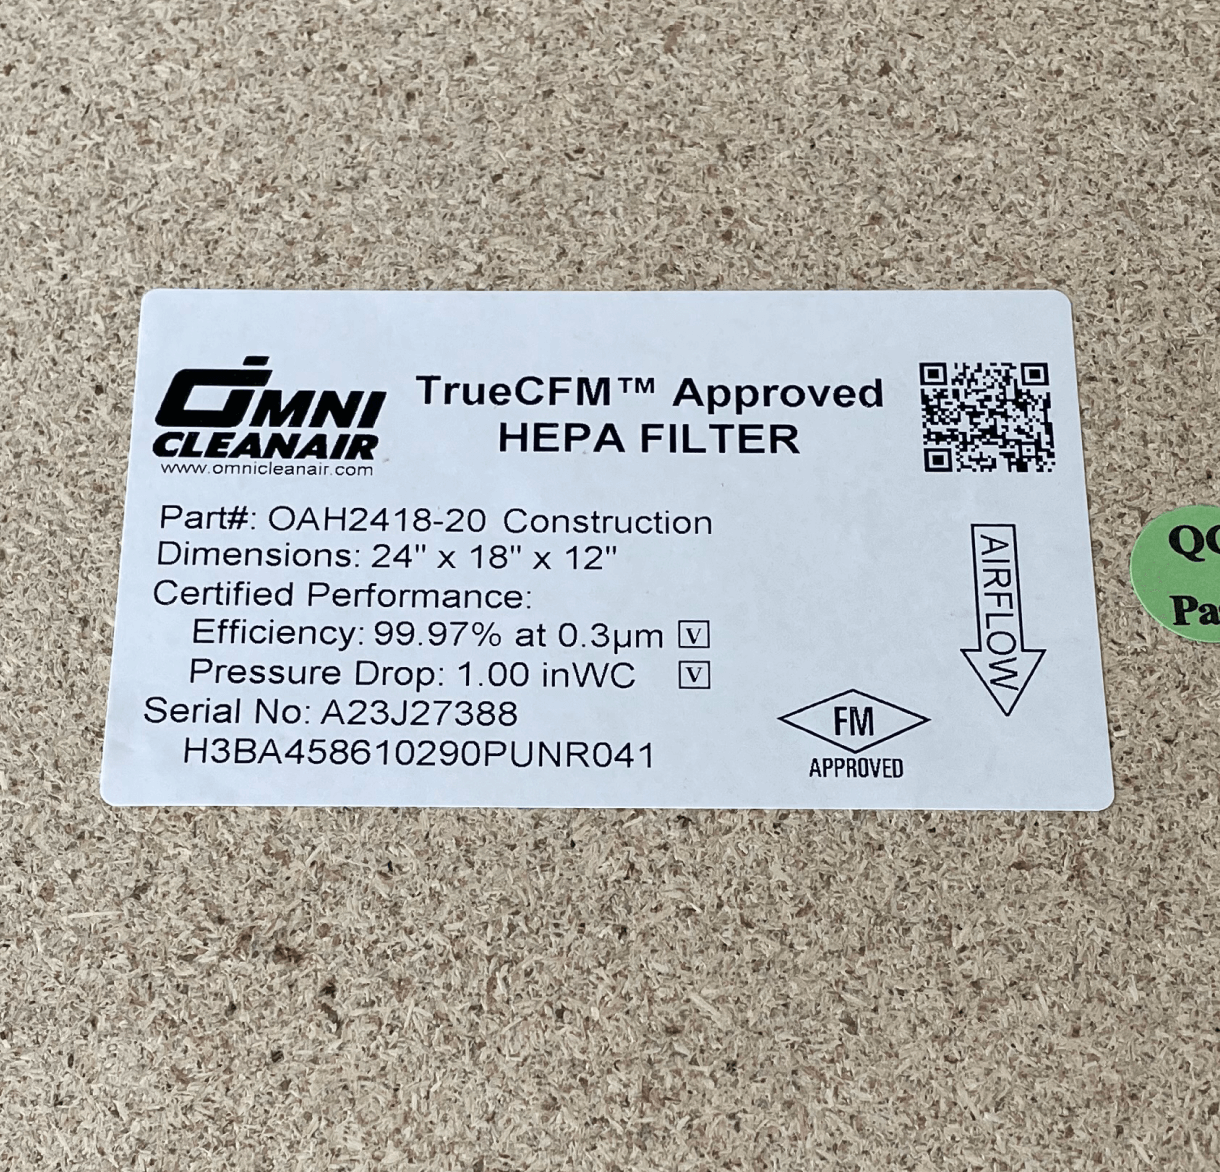 OMNI
CLEANAIR
www.omnicleanair.com
TrueCFM™ Approved
HEPA FILTER
Part#: OAH2418-20 Construction
Dimensions: 24" x 18" x 12"
Certified Performance:
Efficiency: 99.97% at 0.3µm V
Pressure Drop: 1.00 inWC V
Serial No: A23J27388
H3BA458610290PUNR041
AIRFLOW
FM
APPROVED